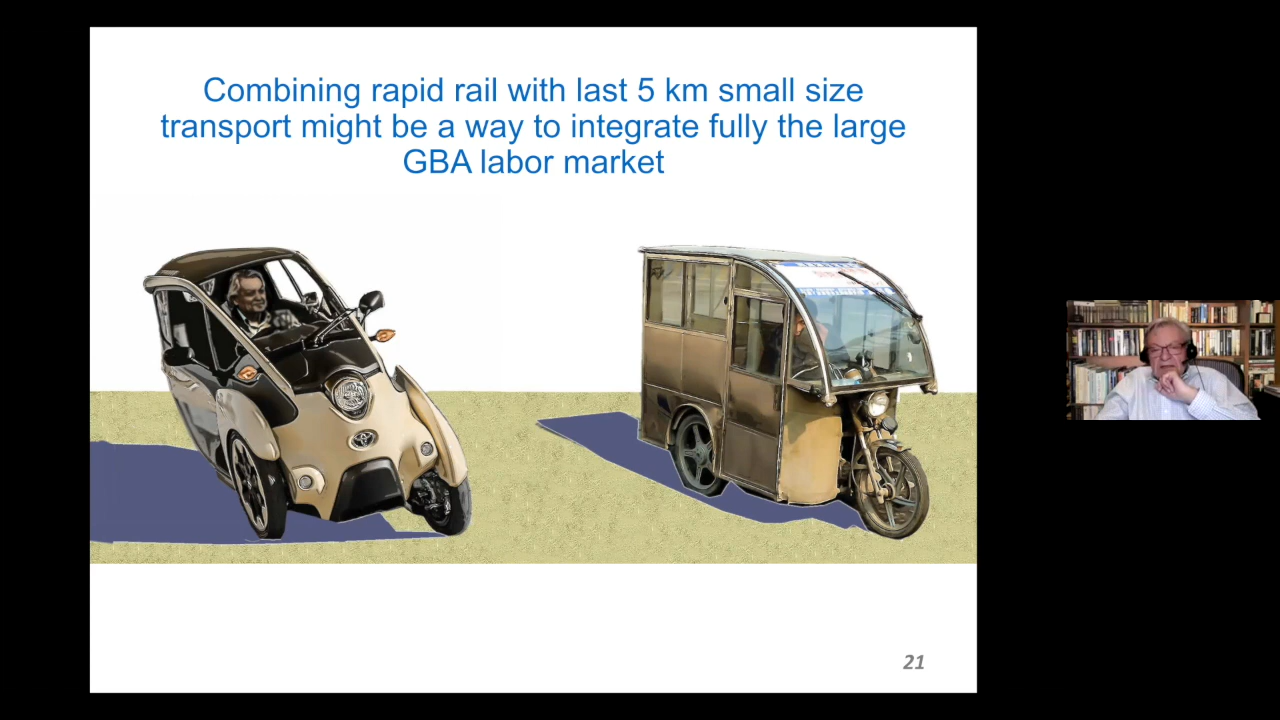 Combining rapid rail with last 5 km small size
transport might be a way to integrate fully the large
GBA labor market
21